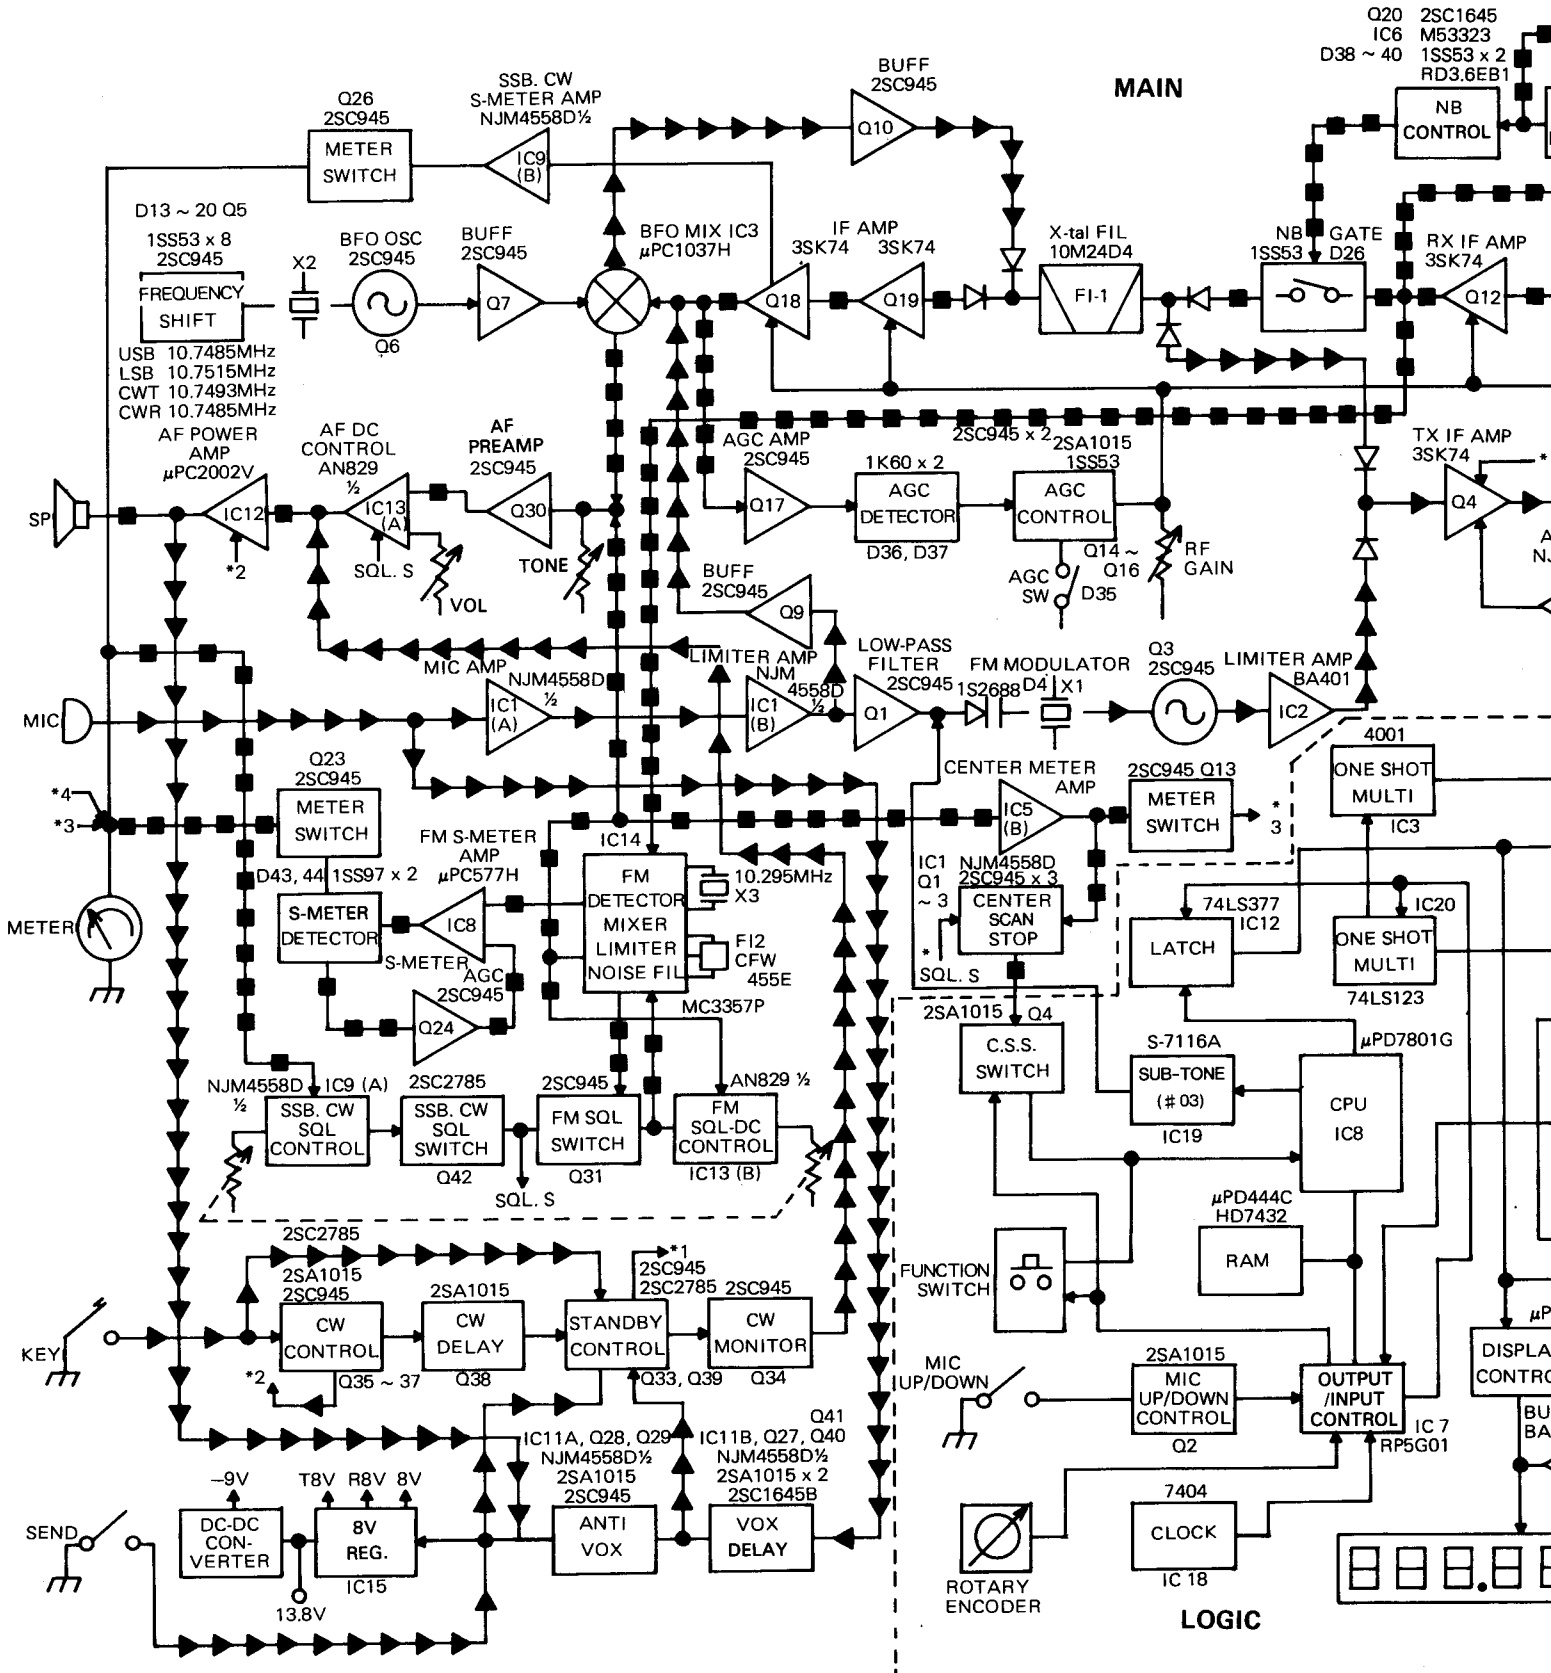 Q20 2SC1645
IC6 M53323
D38 ~ 40 1SS53 x 2
RD3.6EB1
NB
CONTROL
MAIN
BUFF
2SC945
Q10
SSB. CW
S-METER AMP
NJM4558D½
IC9
(B)
Q26
2SC945
METER
SWITCH
D13 ~ 20 Q5
1SS53 x 8
2SC945
FREQUENCY
SHIFT
USB 10.7485MHz
LSB 10.7515MHz
CWT 10.7493MHz
CWR 10.7485MHz
X2
BFO OSC
2SC945
Q6
BUFF
2SC945
Q7
BFO MIX IC3
µPC1037H
IF AMP
3SK74 3SK74
Q18
Q19
X-tal FIL
10M24D4
FI-1
NB GATE
1SS53 D26
RX IF AMP
3SK74
Q12
AF POWER
AMP
µPC2002V
SP
IC12
*2
AF DC
CONTROL
AN829
½
IC13
(A)
SQL. S
VOL
AF
PREAMP
2SC945
Q30
TONE
AGC AMP
2SC945
Q17
1K60 x 2
AGC
DETECTOR
D36, D37
2SC945 x 2
2SA1015
1SS53
AGC
CONTROL
Q14 ~
Q16
AGC
SW
D35
RF
GAIN
TX IF AMP
3SK74
*
Q4
A
NJ
BUFF
2SC945
Q9
MIC
MIC AMP
NJM4558D
½
IC1
(A)
LIMITER AMP
NJM
4558D
½
IC1
(B)
LOW-PASS
FILTER
2SC945
Q1
FM MODULATOR
1S2688 D4 X1
Q3
2SC945
LIMITER AMP
BA401
IC2
*4
*3
Q23
2SC945
METER
SWITCH
D43, 44 1SS97 x 2
S-METER
DETECTOR
METER
FM S-METER
AMP
µPC577H
IC8
S-METER
AGC
2SC945
Q24
IC14
FM
DETECTOR
MIXER
LIMITER
NOISE FIL
10.295MHz
X3
FI2
CFW
455E
MC3357P
CENTER METER
AMP
IC5
(B)
NJM4558D
2SC945 x 3
IC1
Q1
~ 3
CENTER
SCAN
STOP
*
SQL. S
2SC945 Q13
METER
SWITCH
*
3
4001
ONE SHOT
MULTI
IC3
74LS377
IC12
LATCH
IC20
ONE SHOT
MULTI
74LS123
2SA1015 Q4
C.S.S.
SWITCH
S-7116A
SUB-TONE
(#03)
IC19
µPD7801G
CPU
IC8
NJM4558D
½
IC9 (A)
SSB. CW
SQL
CONTROL
2SC2785
SSB. CW
SQL
SWITCH
Q42
SQL. S
2SC945
FM SQL
SWITCH
Q31
AN829 ½
FM
SQL-DC
CONTROL
IC13 (B)
µPD444C
HD7432
RAM
FUNCTION
SWITCH
2SC2785
2SA1015
2SC945
CW
CONTROL
Q35 ~ 37
*2
KEY
2SA1015
CW
DELAY
Q38
*1
2SC945
2SC2785
STANDBY
CONTROL
Q33, Q39
2SC945
CW
MONITOR
Q34
MIC
UP/DOWN
2SA1015
MIC
UP/DOWN
CONTROL
Q2
OUTPUT
/INPUT
CONTROL
IC 7
RP5G01
µP
DISPLA
CONTRO
BU
BA
SEND
−9V
DC-DC
CON-
VERTER
13.8V
T8V R8V 8V
8V
REG.
IC15
IC11A, Q28, Q29
NJM4558D½
2SA1015
2SC945
ANTI
VOX
Q41
IC11B, Q27, Q40
NJM4558D½
2SA1015 x 2
2SC1645B
VOX
DELAY
ROTARY
ENCODER
7404
CLOCK
IC 18
LOGIC